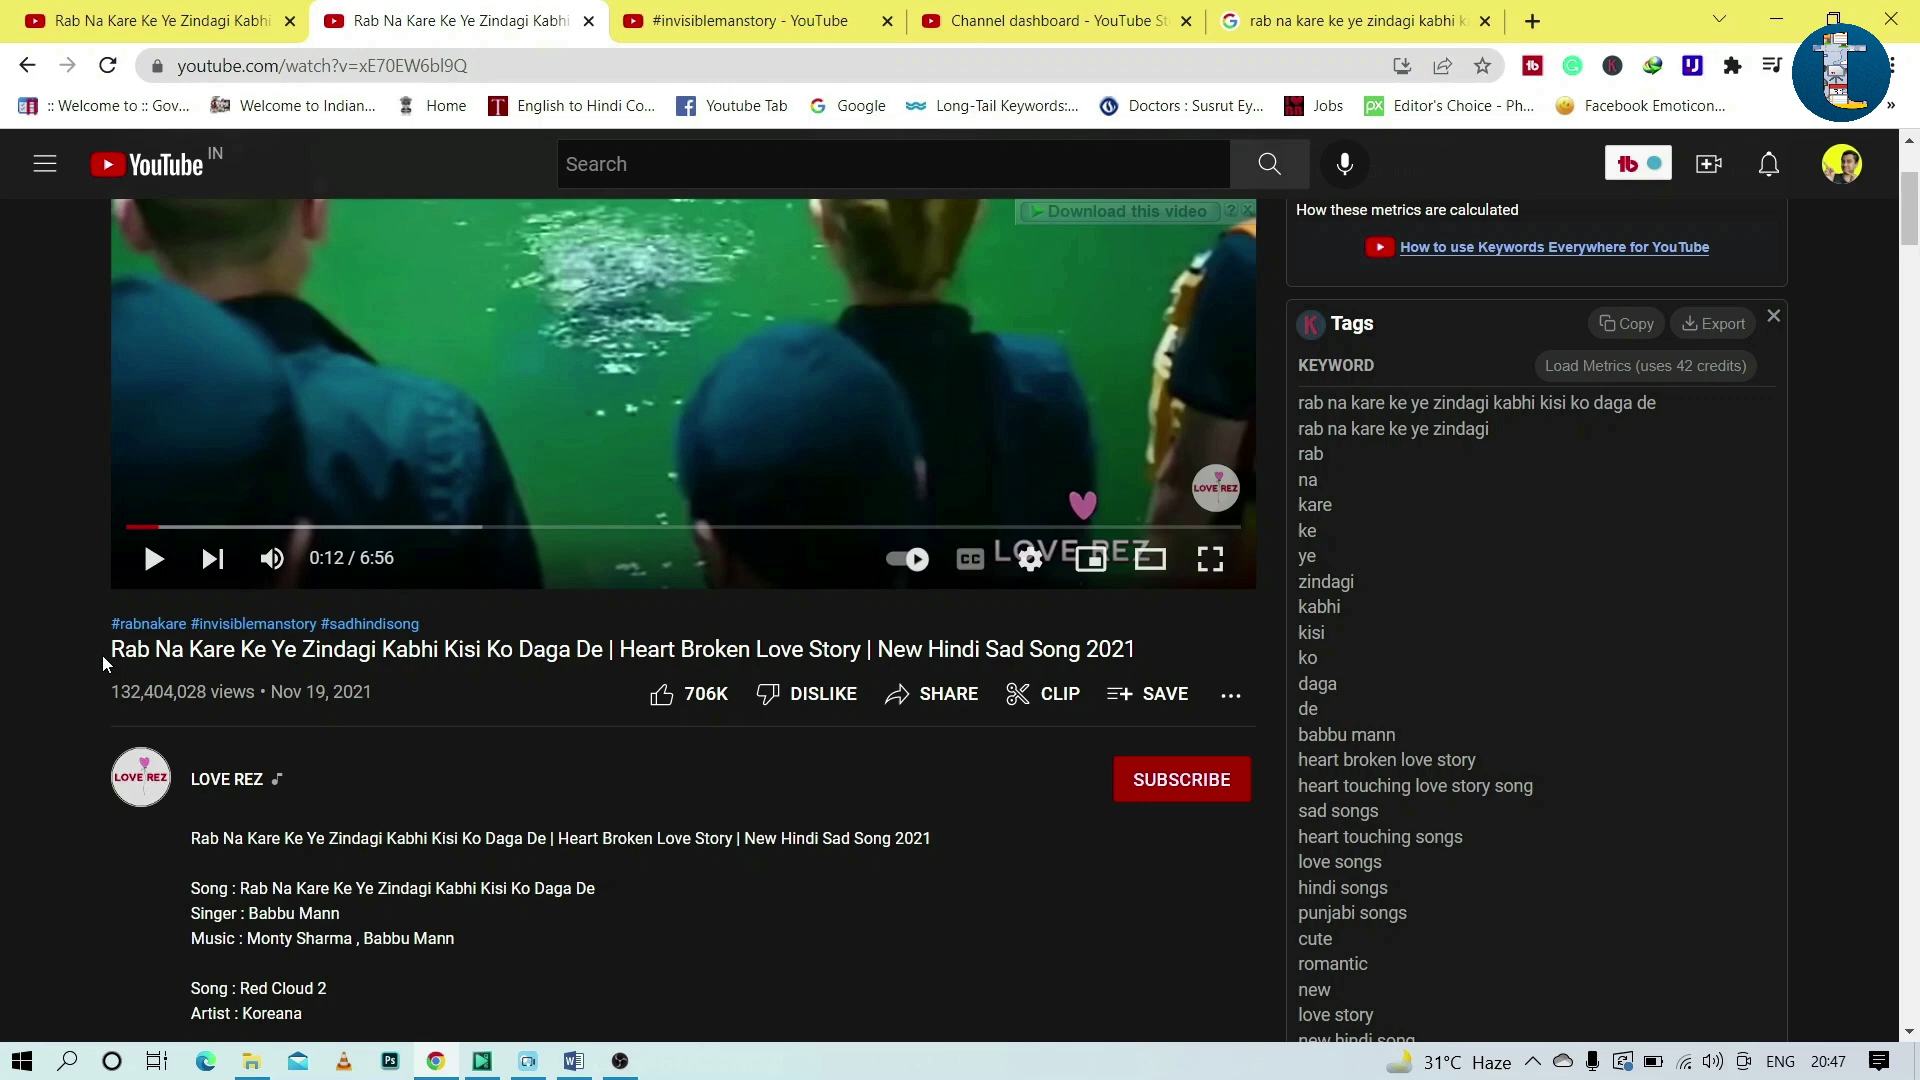 Rab Na Kare Ke Ye Zindagi Kabhi
Rab Na Kare Ke Ye Zindagi Kabhi
#invisiblemanstory - YouTube
Channel dashboard - YouTube St
rab na kare ke ye zindagi kabhi k
youtube.com/watch?v=xE70EW6bl9Q
:: Welcome to :: Gov...
Welcome to Indian...
Home
English to Hindi Co...
Youtube Tab
Google
Long-Tail Keywords:...
Doctors : Susrut Ey...
Jobs
Editor's Choice - Ph...
Facebook Emoticon...
YouTube IN
Search
Download this video
How these metrics are calculated
How to use Keywords Everywhere for YouTube
Tags
Copy
Export
KEYWORD
Load Metrics (uses 42 credits)
rab na kare ke ye zindagi kabhi kisi ko daga de
rab na kare ke ye zindagi
rab
na
kare
ke
ye
zindagi
kabhi
kisi
ko
daga
de
babbu mann
heart broken love story
heart touching love story song
sad songs
heart touching songs
love songs
hindi songs
punjabi songs
cute
romantic
new
love story
new hindi song
LOVE REZ
LOVE REZ
0:12 / 6:56
CC
#rabnakare #invisiblemanstory #sadhindisong
Rab Na Kare Ke Ye Zindagi Kabhi Kisi Ko Daga De | Heart Broken Love Story | New Hindi Sad Song 2021
132,404,028 views • Nov 19, 2021
706K
DISLIKE
SHARE
CLIP
SAVE
LOVE REZ
LOVE REZ
SUBSCRIBE
Rab Na Kare Ke Ye Zindagi Kabhi Kisi Ko Daga De | Heart Broken Love Story | New Hindi Sad Song 2021
Song : Rab Na Kare Ke Ye Zindagi Kabhi Kisi Ko Daga De
Singer : Babbu Mann
Music : Monty Sharma , Babbu Mann
Song : Red Cloud 2
Artist : Koreana
31°C Haze
ENG
20:47